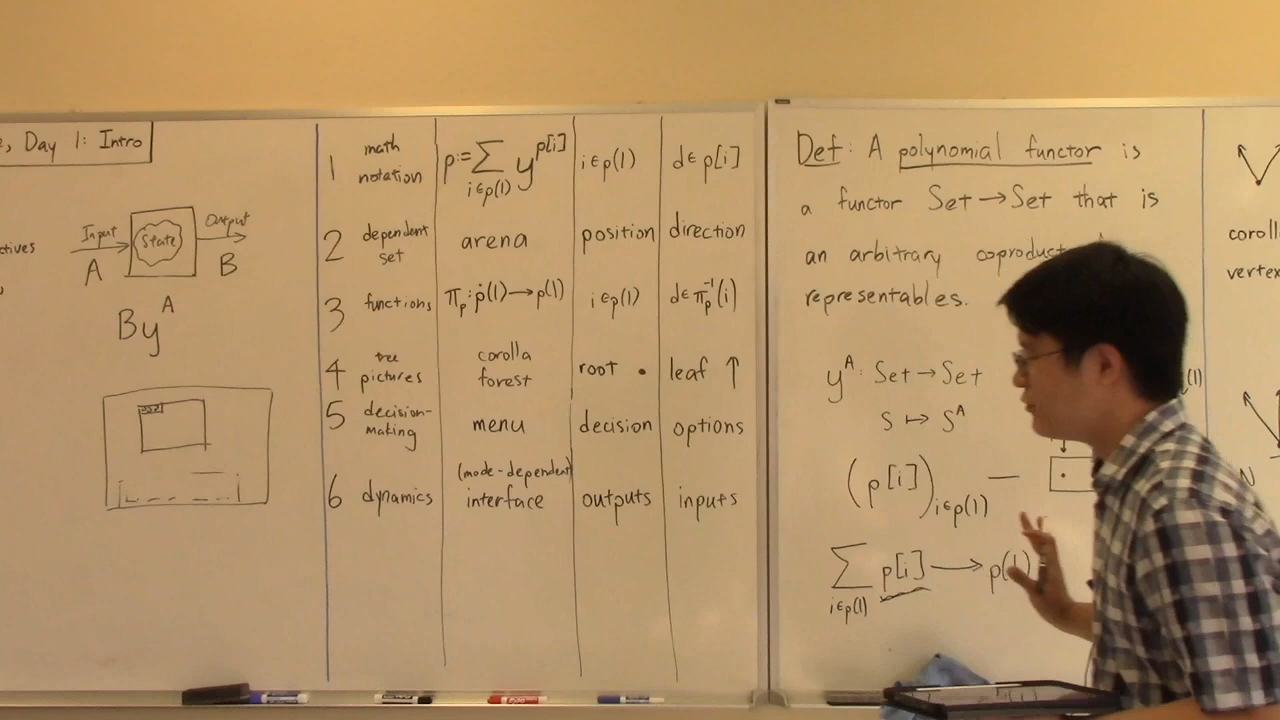 , Day 1: Intro
Input
State
Output
A
B
By^A
1 math notation p := ∑_{i∈p(1)} y^{p[i]} i∈p(1) d∈p[i]
2 dependent set arena position direction
3 functions π_p: ṗ(1)→p(1) i∈p(1) d∈π_p^{-1}(i)
4 tree pictures corolla forest root • leaf ↑
5 decision-making menu decision options
6 dynamics (mode-dependent) interface outputs inputs
Def: A polynomial functor is
a functor Set → Set that is
an arbitrary coproduct
representables.
y^A: Set → Set
S ↦ S^A
(p[i])_{i∈p(1)} —
∑_{i∈p(1)} p[i] → p(1)
(1)
N